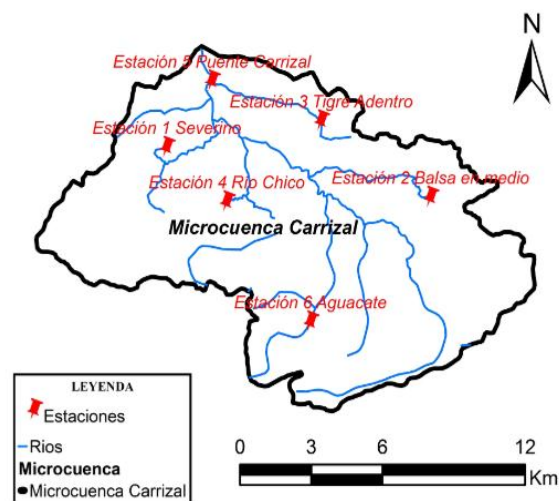 N
Estación 5 Puente Carrizal
Estación 3 Tigre Adentro
Estación 1 Severino
Estación 4 Río Chico
Estación 2 Balsa en medio
Microcuenca Carrizal
Estación 6 Aguacate
LEYENDA
Estaciones
Rios
Microcuenca
Microcuenca Carrizal
0 3 6 12
Km